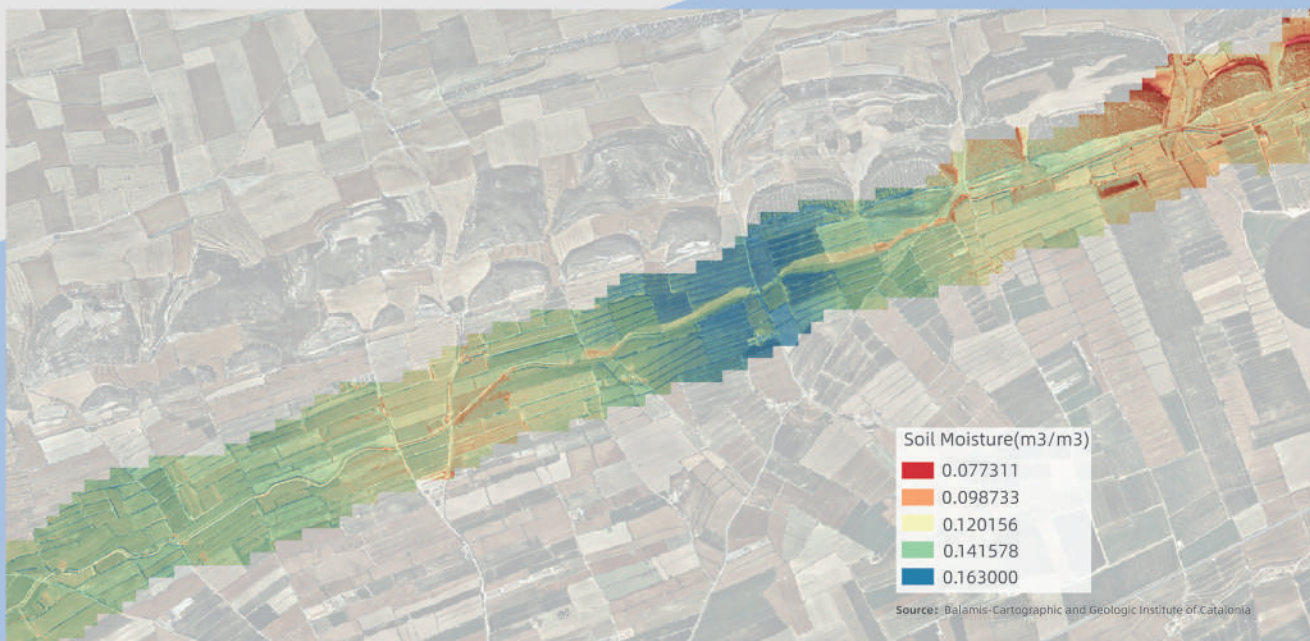 Soil Moisture(m3/m3)
0.077311
0.098733
0.120156
0.141578
0.163000
Source: Balamis-Cartographic and Geologic Institute of Catalonia